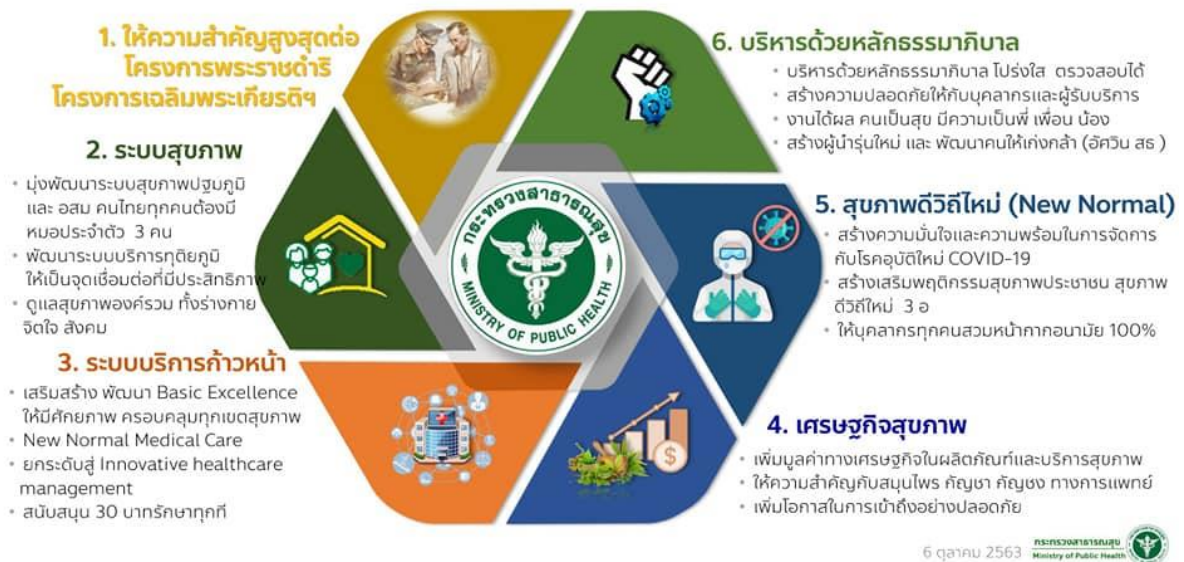 1. ให้ความสำคัญสูงสุดต่อ
โครงการพระราชดำริ
โครงการเฉลิมพระเกียรติฯ
2. ระบบสุขภาพ
• มุ่งพัฒนาระบบสุขภาพปฐมภูมิ
และ อสม คนไทยทุกคนต้องมี
หมอประจำตัว 3 คน
• พัฒนาระบบบริการทุติยภูมิ
ให้เป็นจุดเชื่อมต่อที่มีประสิทธิภาพ
• ดูแลสุขภาพองค์รวม ทั้งร่างกาย
จิตใจ สังคม
3. ระบบบริการก้าวหน้า
• เสริมสร้าง พัฒนา Basic Excellence
ให้มีศักยภาพ ครอบคลุมทุกเขตสุขภาพ
• New Normal Medical Care
• ยกระดับสู่ Innovative healthcare
management
• สนับสนุน 30 บาทรักษาทุกที่
กระทรวงสาธารณสุข
MINISTRY OF PUBLIC HEALTH
6. บริหารด้วยหลักธรรมาภิบาล
• บริหารด้วยหลักธรรมาภิบาล โปร่งใส ตรวจสอบได้
• สร้างความปลอดภัยให้กับบุคลากรและผู้รับบริการ
• งานได้ผล คนเป็นสุข มีความเป็นพี่ เพื่อน น้อง
• สร้างผู้นำรุ่นใหม่ และ พัฒนาคนให้เก่งกล้า (อัศวิน สธ )
5. สุขภาพดีวิถีใหม่ (New Normal)
• สร้างความมั่นใจและความพร้อมในการจัดการ
กับโรคอุบัติใหม่ COVID-19
• สร้างเสริมพฤติกรรมสุขภาพประชาชน สุขภาพ
ดีวิถีใหม่ 3 อ
• ให้บุคลากรทุกคนสวมหน้ากากอนามัย 100%
4. เศรษฐกิจสุขภาพ
• เพิ่มมูลค่าทางเศรษฐกิจในผลิตภัณฑ์และบริการสุขภาพ
• ให้ความสำคัญกับสมุนไพร กัญชา กัญชง ทางการแพทย์
• เพิ่มโอกาสในการเข้าถึงอย่างปลอดภัย
$
6 ตุลาคม 2563
กระทรวงสาธารณสุข
Ministry of Public Health